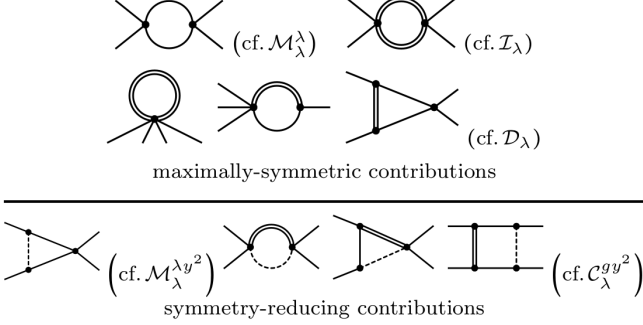 (cf. $\mathcal{M}_\lambda^\lambda$) (cf. $\mathcal{I}_\lambda$)
(cf. $\mathcal{D}_\lambda$)
maximally-symmetric contributions
(cf. $\mathcal{M}_\lambda^{\lambda y^2}$) (cf. $\mathcal{C}_\lambda^{g y^2}$)
symmetry-reducing contributions